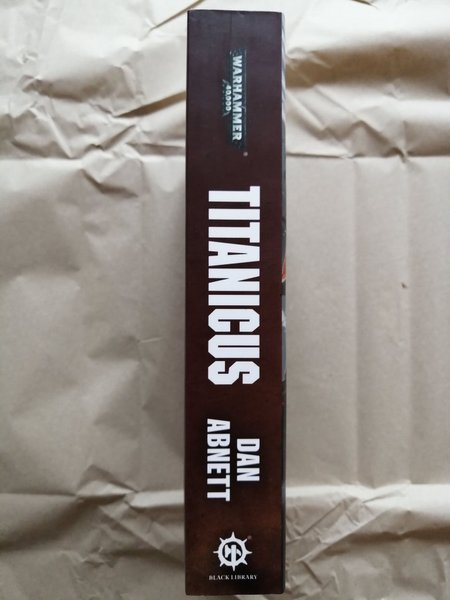 WARHAMMER
40,000
TITANICUS
DAN
ABNETT
BLACK LIBRARY